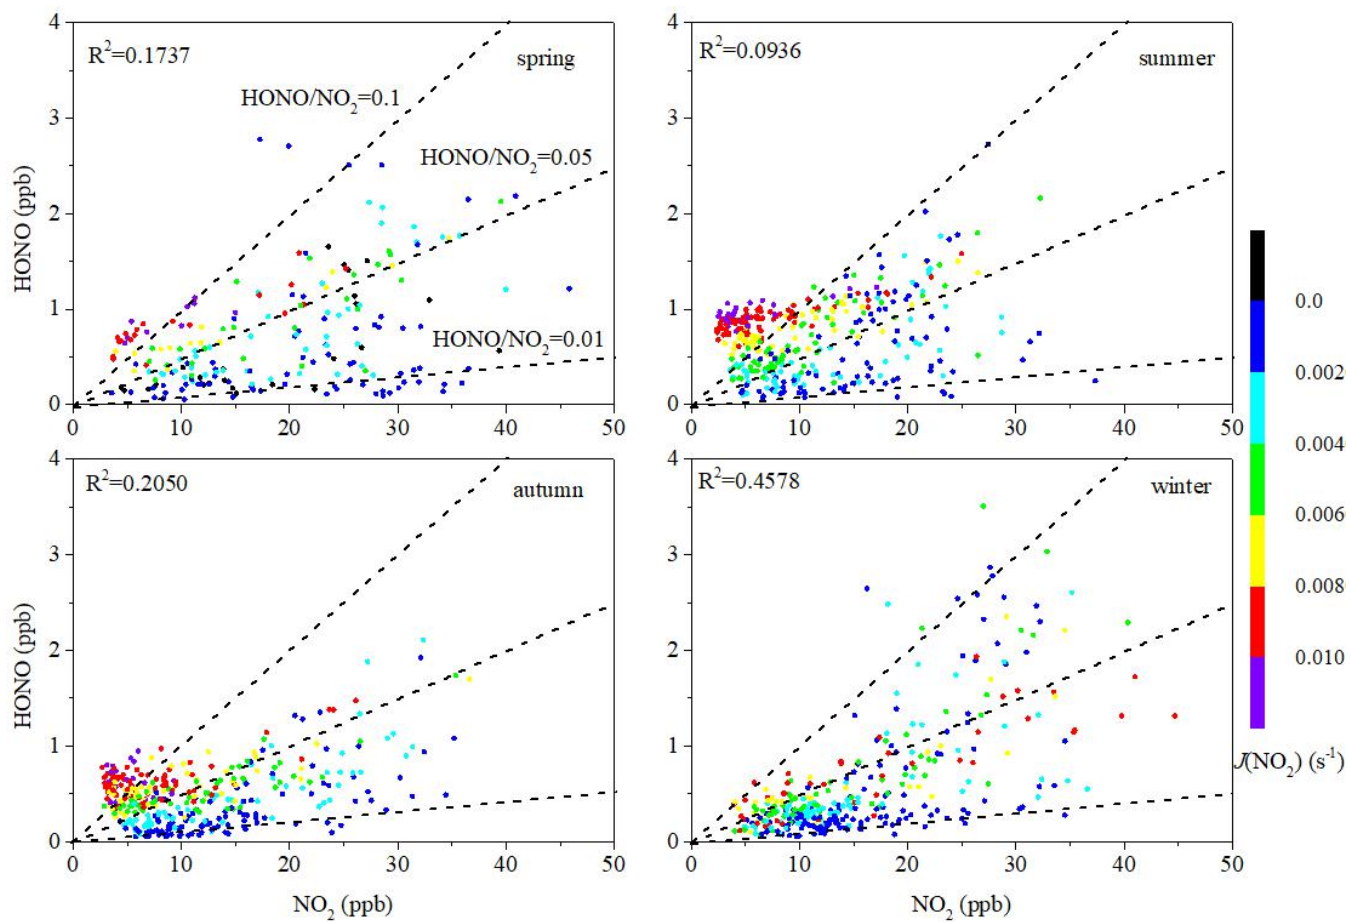 4
R²=0.1737
spring
HONO/NO₂=0.1
HONO/NO₂=0.05
HONO/NO₂=0.01
3
2
1
0
HONO (ppb)
0 10 20 30 40 50
4
R²=0.0936
summer
3
2
1
0
0 10 20 30 40 50
4
R²=0.2050
autumn
3
2
1
0
HONO (ppb)
0 10 20 30 40 50
NO₂ (ppb)
4
R²=0.4578
winter
3
2
1
0
0 10 20 30 40 50
NO₂ (ppb)
0.0
0.002
0.004
0.006
0.008
0.010
J(NO₂) (s⁻¹)